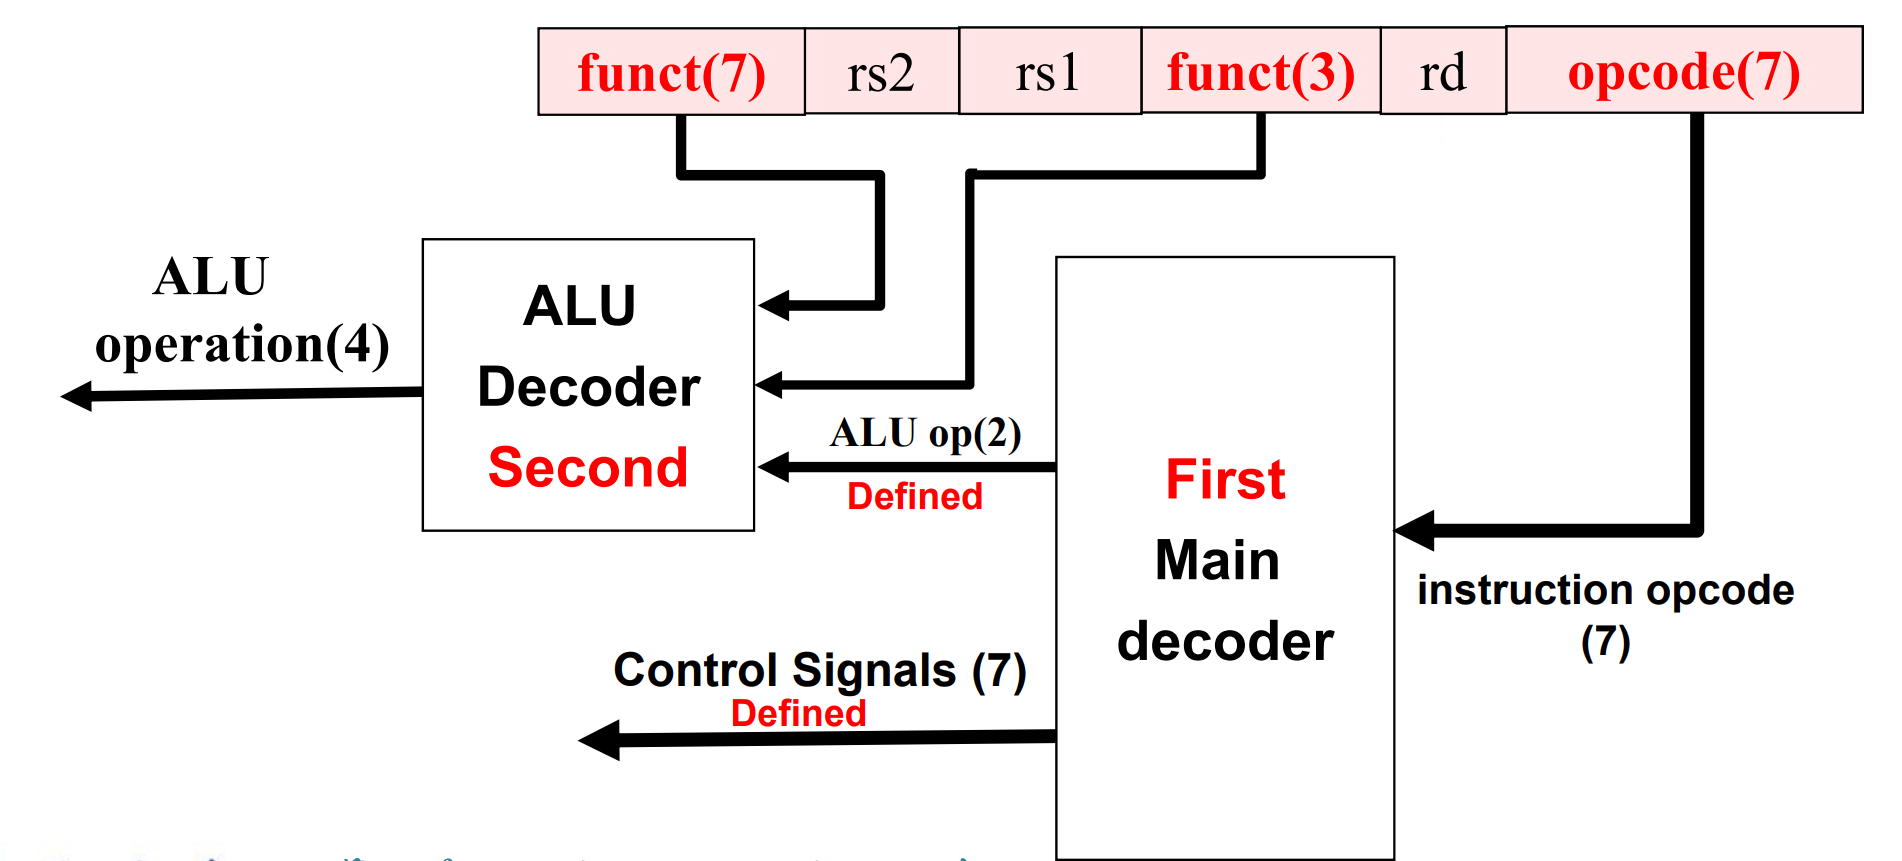 funct(7) rs2 rs1 funct(3) rd opcode(7)
ALU
operation(4)
ALU
Decoder
Second
ALU op(2)
Defined
First
Main
decoder
instruction opcode
(7)
Control Signals (7)
Defined